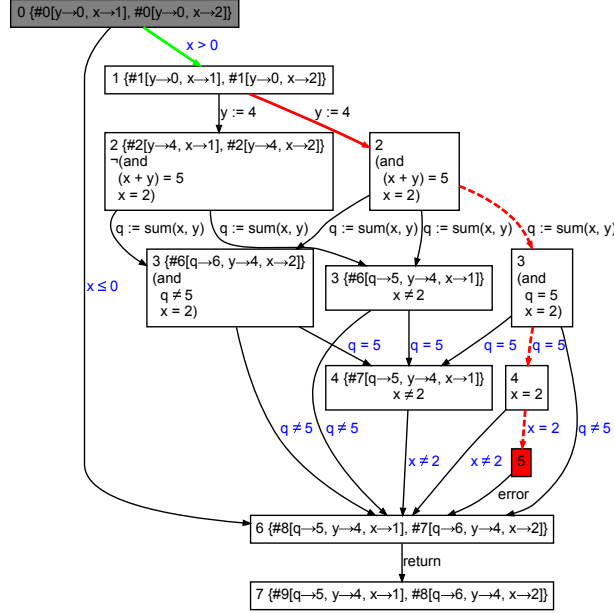 0 {#0[y→0, x→1], #0[y→0, x→2]}
x > 0
1 {#1[y→0, x→1], #1[y→0, x→2]}
y := 4
y := 4
2 {#2[y→4, x→1], #2[y→4, x→2]}
¬(and
(x + y) = 5
x = 2)
2
(and
(x + y) = 5
x = 2)
q := sum(x, y)
q := sum(x, y)
q := sum(x, y)
q := sum(x, y)
q := sum(x, y)
3 {#6[q→6, y→4, x→2]}
(and
q ≠ 5
x = 2)
3 {#6[q→5, y→4, x→1]}
x ≠ 2
3
(and
q = 5
x = 2)
x ≤ 0
q = 5
q = 5
q = 5
q = 5
4 {#7[q→5, y→4, x→1]}
x ≠ 2
4
x = 2
q ≠ 5
q ≠ 5
x = 2
q ≠ 5
x ≠ 2
x ≠ 2
5
error
6 {#8[q→5, y→4, x→1], #7[q→6, y→4, x→2]}
return
7 {#9[q→5, y→4, x→1], #8[q→6, y→4, x→2]}